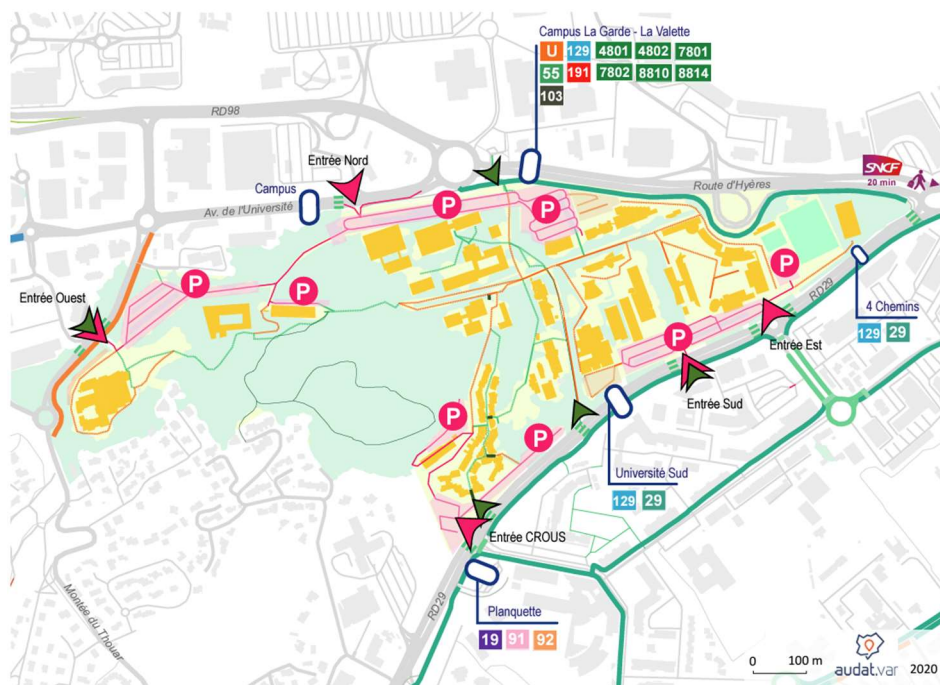 Campus La Garde - La Valette
U 129 4801 4802 7801
55 191 7802 8810 8814
103
RD98
Entrée Nord
SNCF
20 min
Campus
P
P
Route d'Hyères
Av. de l'Université
P
P
P
Entrée Ouest
RD29
4 Chemins
129 29
P
Entrée Est
Entrée Sud
P
P
Université Sud
129 29
Entrée CROUS
RD29
Planquette
19 91 92
Montée du Thouar
0 100 m
audat.var 2020